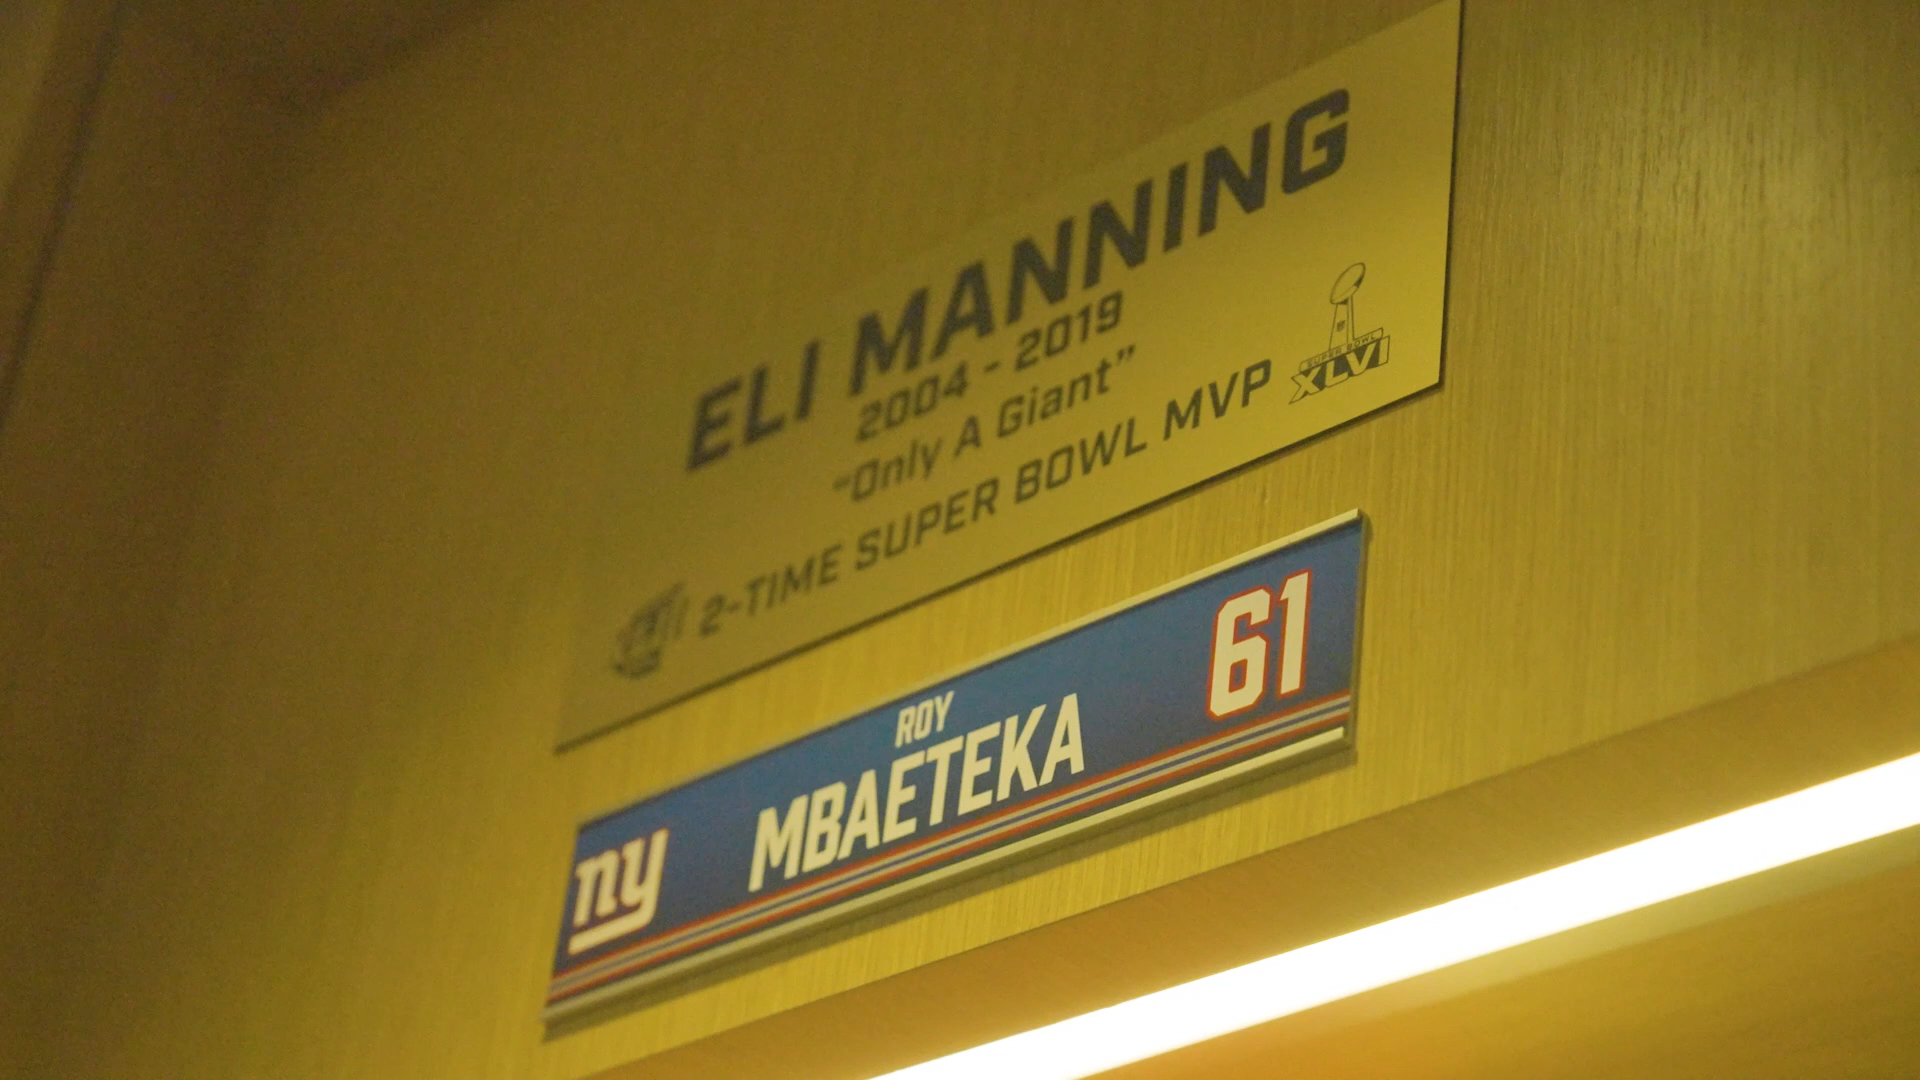 ELI MANNING
2004 - 2019
“Only A Giant”
2-TIME SUPER BOWL MVP
SUPER BOWL
XLVI
ROY
MBAETEKA
61
ny